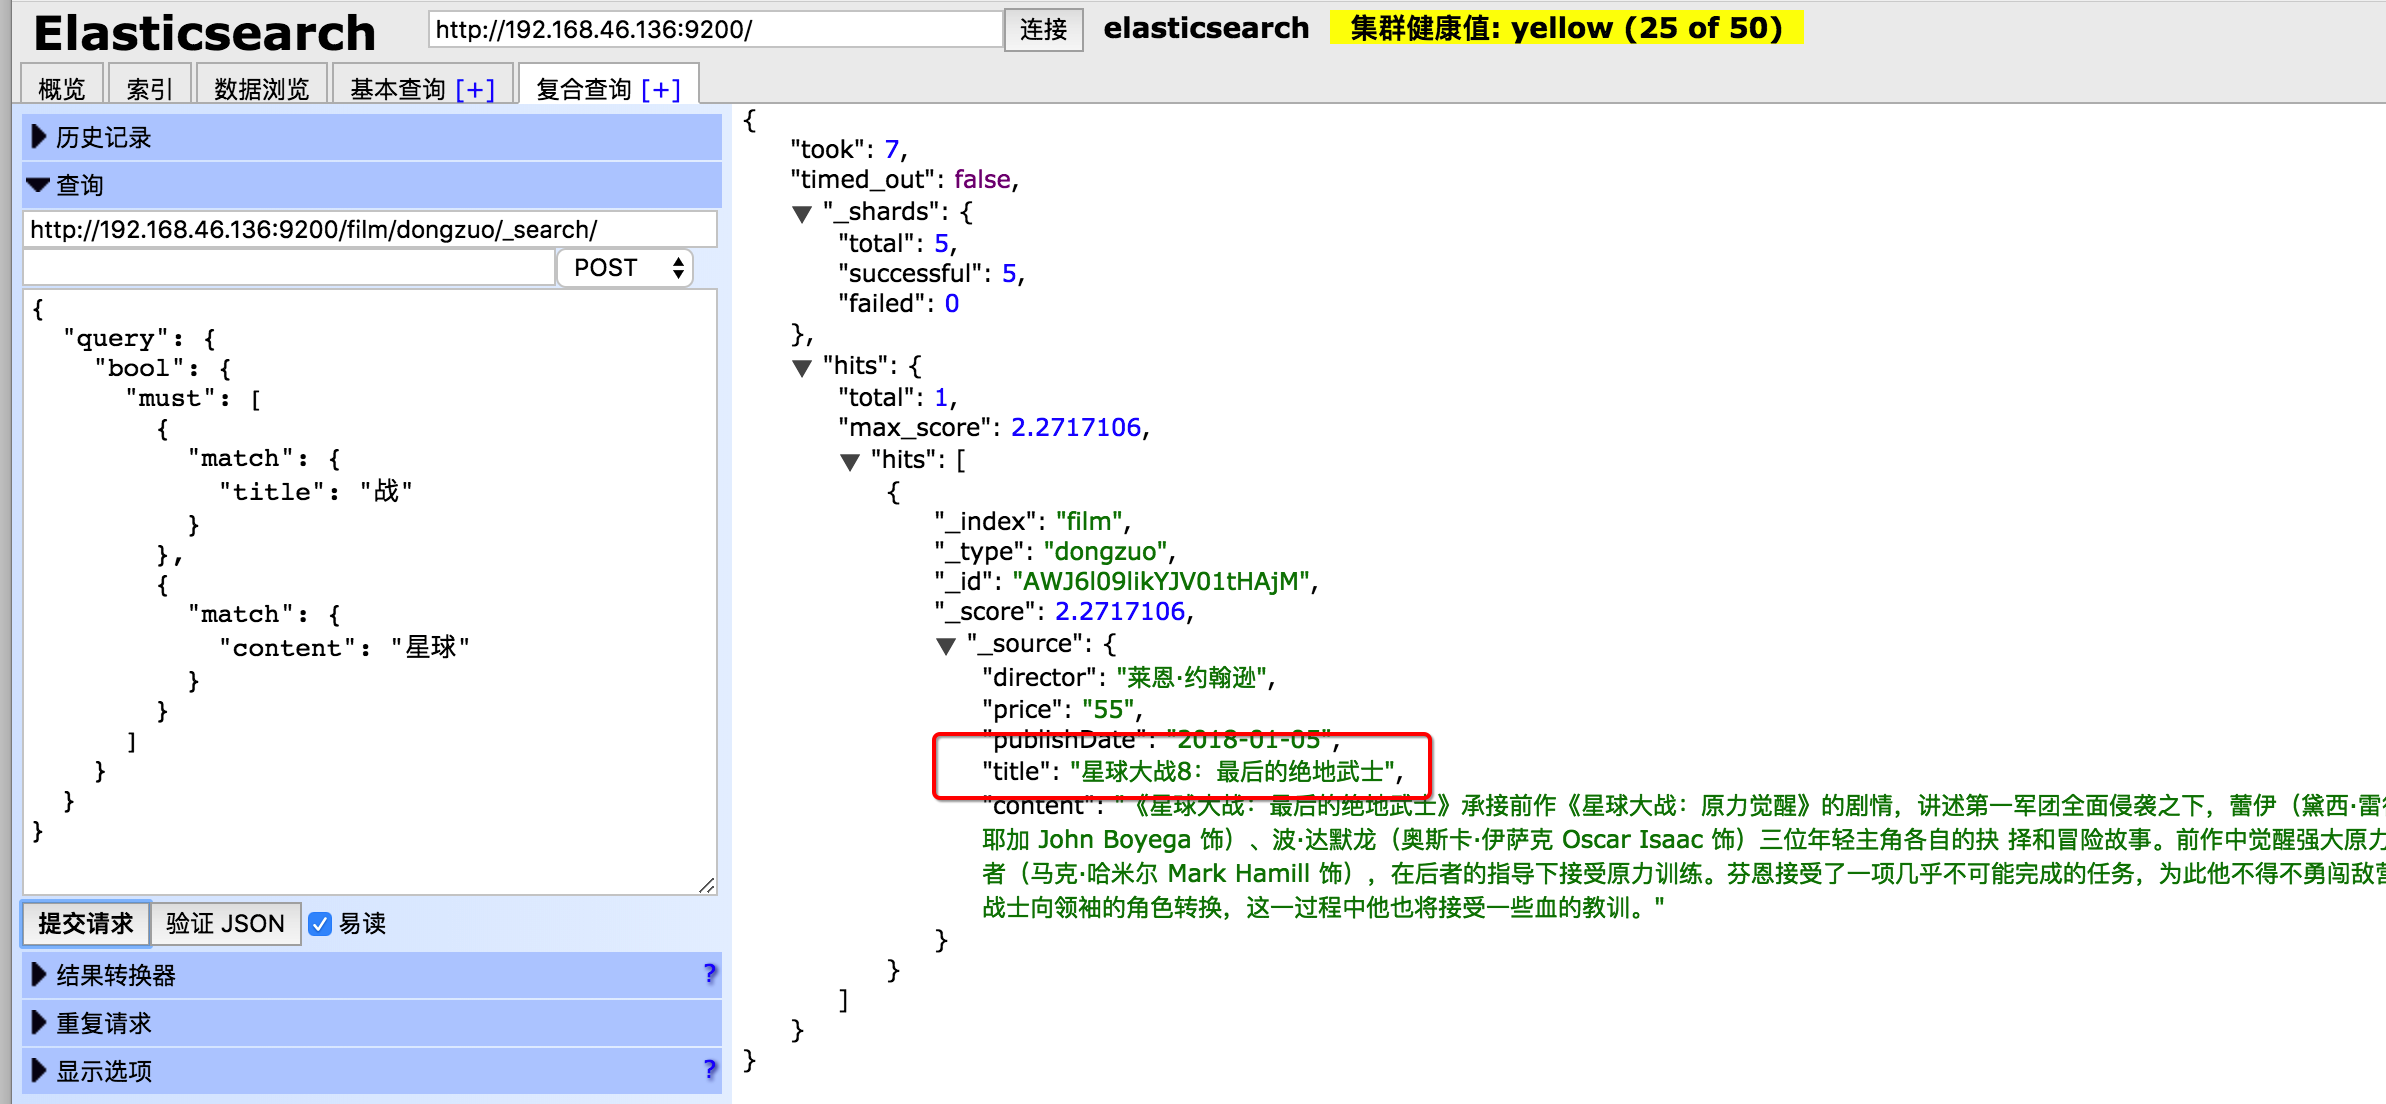 Elasticsearch http://192.168.46.136:9200/ 连接 elasticsearch 集群健康值: yellow (25 of 50)
概览 索引 数据浏览 基本查询 [+] 复合查询 [+]
历史记录
查询
http://192.168.46.136:9200/film/dongzuo/_search/
POST
{
"query": {
"bool": {
"must": [
{
"match": {
"title": "战"
}
},
{
"match": {
"content": "星球"
}
}
]
}
}
}
提交请求 验证 JSON 易读
结果转换器 ?
重复请求
显示选项 ?
{
"took": 7,
"timed_out": false,
"_shards": {
"total": 5,
"successful": 5,
"failed": 0
},
"hits": {
"total": 1,
"max_score": 2.2717106,
"hits": [
{
"_index": "film",
"_type": "dongzuo",
"_id": "AWJ6l09likYJV01tHAjM",
"_score": 2.2717106,
"_source": {
"director": "莱恩·约翰逊",
"price": "55",
"publishDate": "2018-01-05",
"title": "星球大战8：最后的绝地武士",
"content": "《星球大战：最后的绝地武士》承接前作《星球大战：原力觉醒》的剧情，讲述第一军团全面侵袭之下，蕾伊（黛西·雷
耶加 John Boyega 饰）、波·达默龙（奥斯卡·伊萨克 Oscar Isaac 饰）三位年轻主角各自的抉 择和冒险故事。前作中觉醒强大原力
者（马克·哈米尔 Mark Hamill 饰），在后者的指导下接受原力训练。芬恩接受了一项几乎不可能完成的任务，为此他不得不勇闯敌营
战士向领袖的角色转换，这一过程中他也将接受一些血的教训。"
}
}
]
}
}